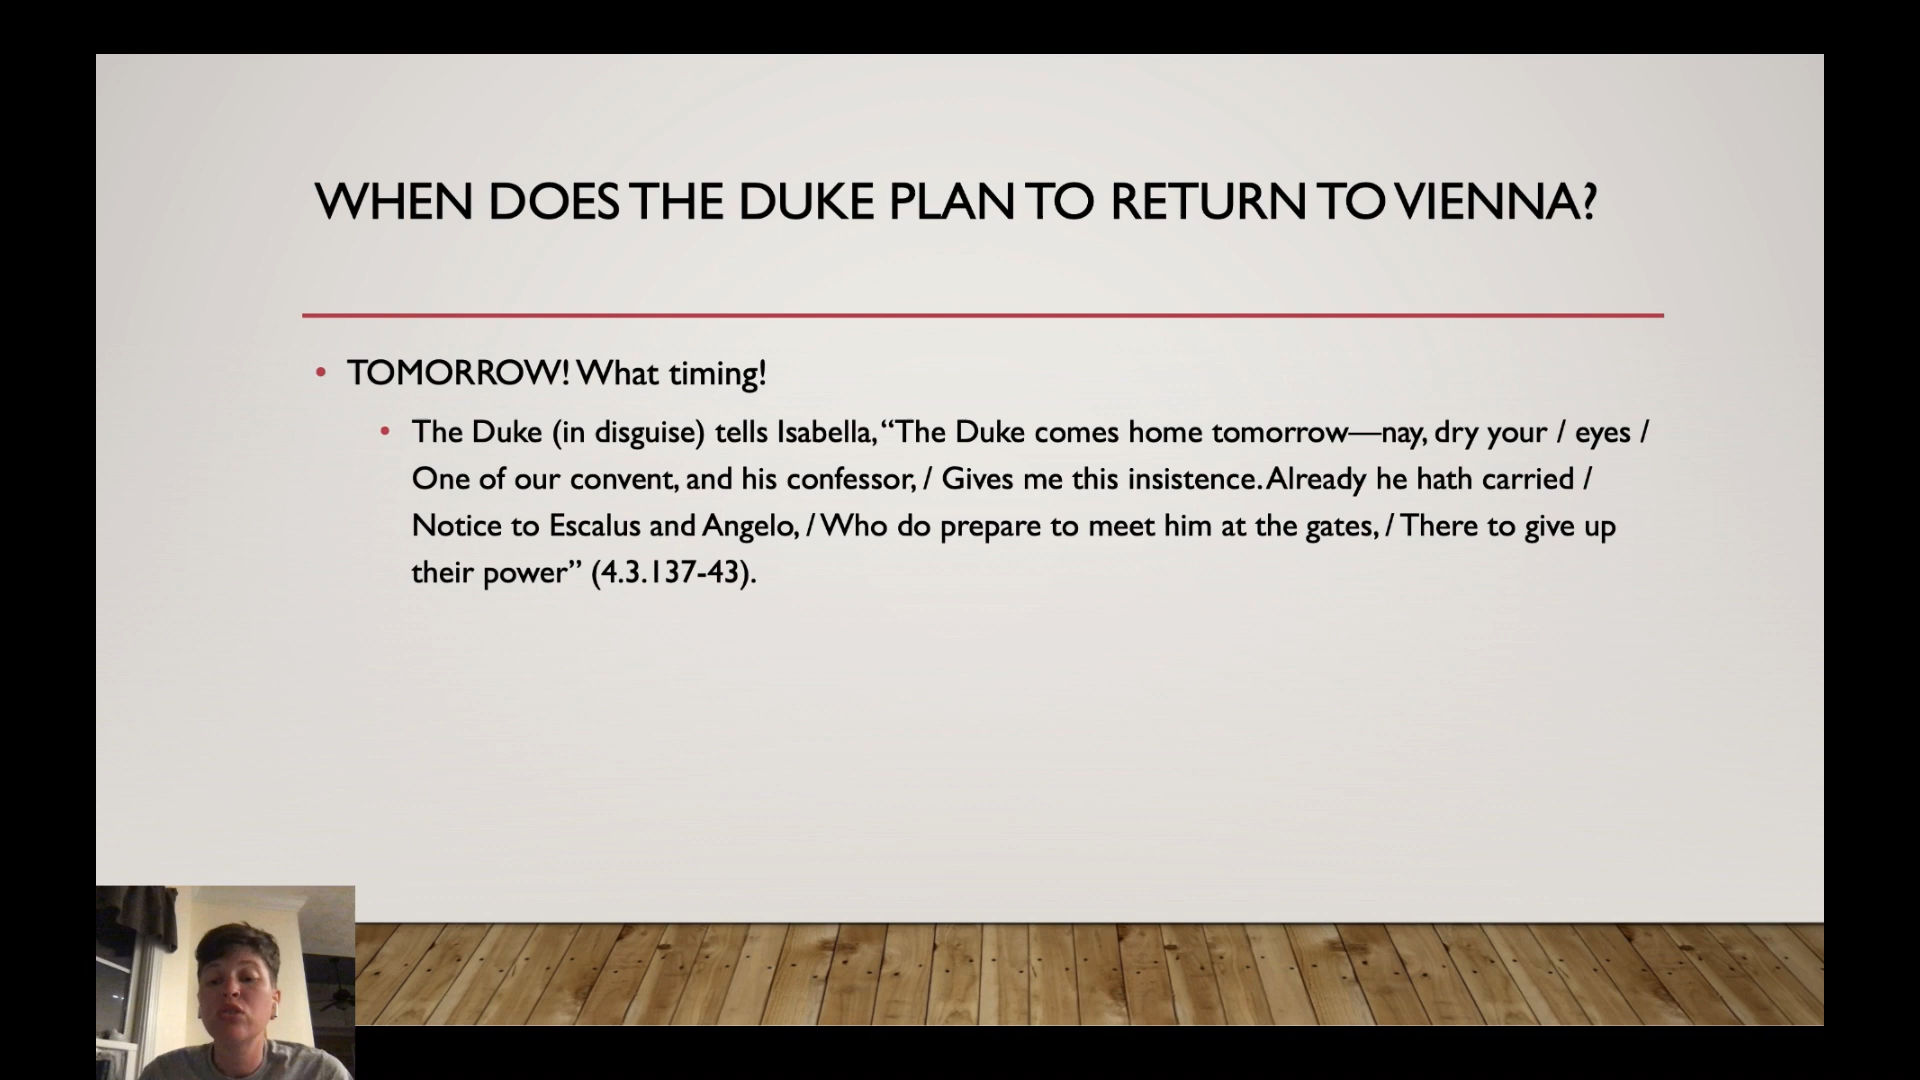 WHEN DOES THE DUKE PLAN TO RETURN TO VIENNA?
• TOMORROW! What timing!
• The Duke (in disguise) tells Isabella, “The Duke comes home tomorrow—nay, dry your / eyes /
One of our convent, and his confessor, / Gives me this insistence. Already he hath carried /
Notice to Escalus and Angelo, / Who do prepare to meet him at the gates, / There to give up
their power” (4.3.137-43).